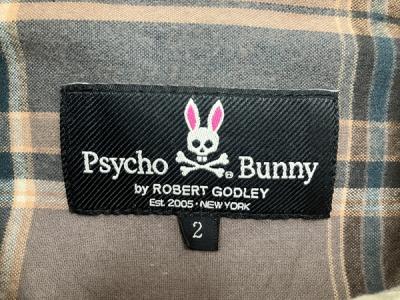 Psycho ® Bunny
by ROBERT GODLEY
EST. 2005 · NEW YORK
2